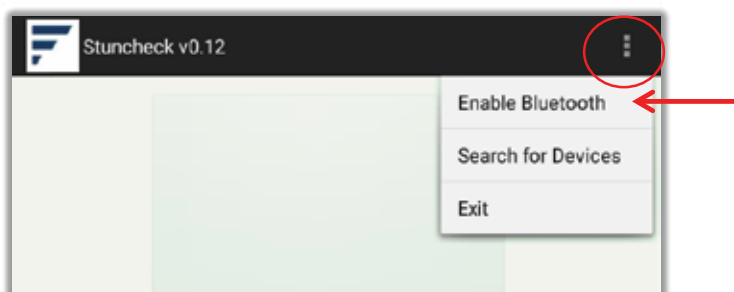 Stuncheck v0.12
Enable Bluetooth
Search for Devices
Exit